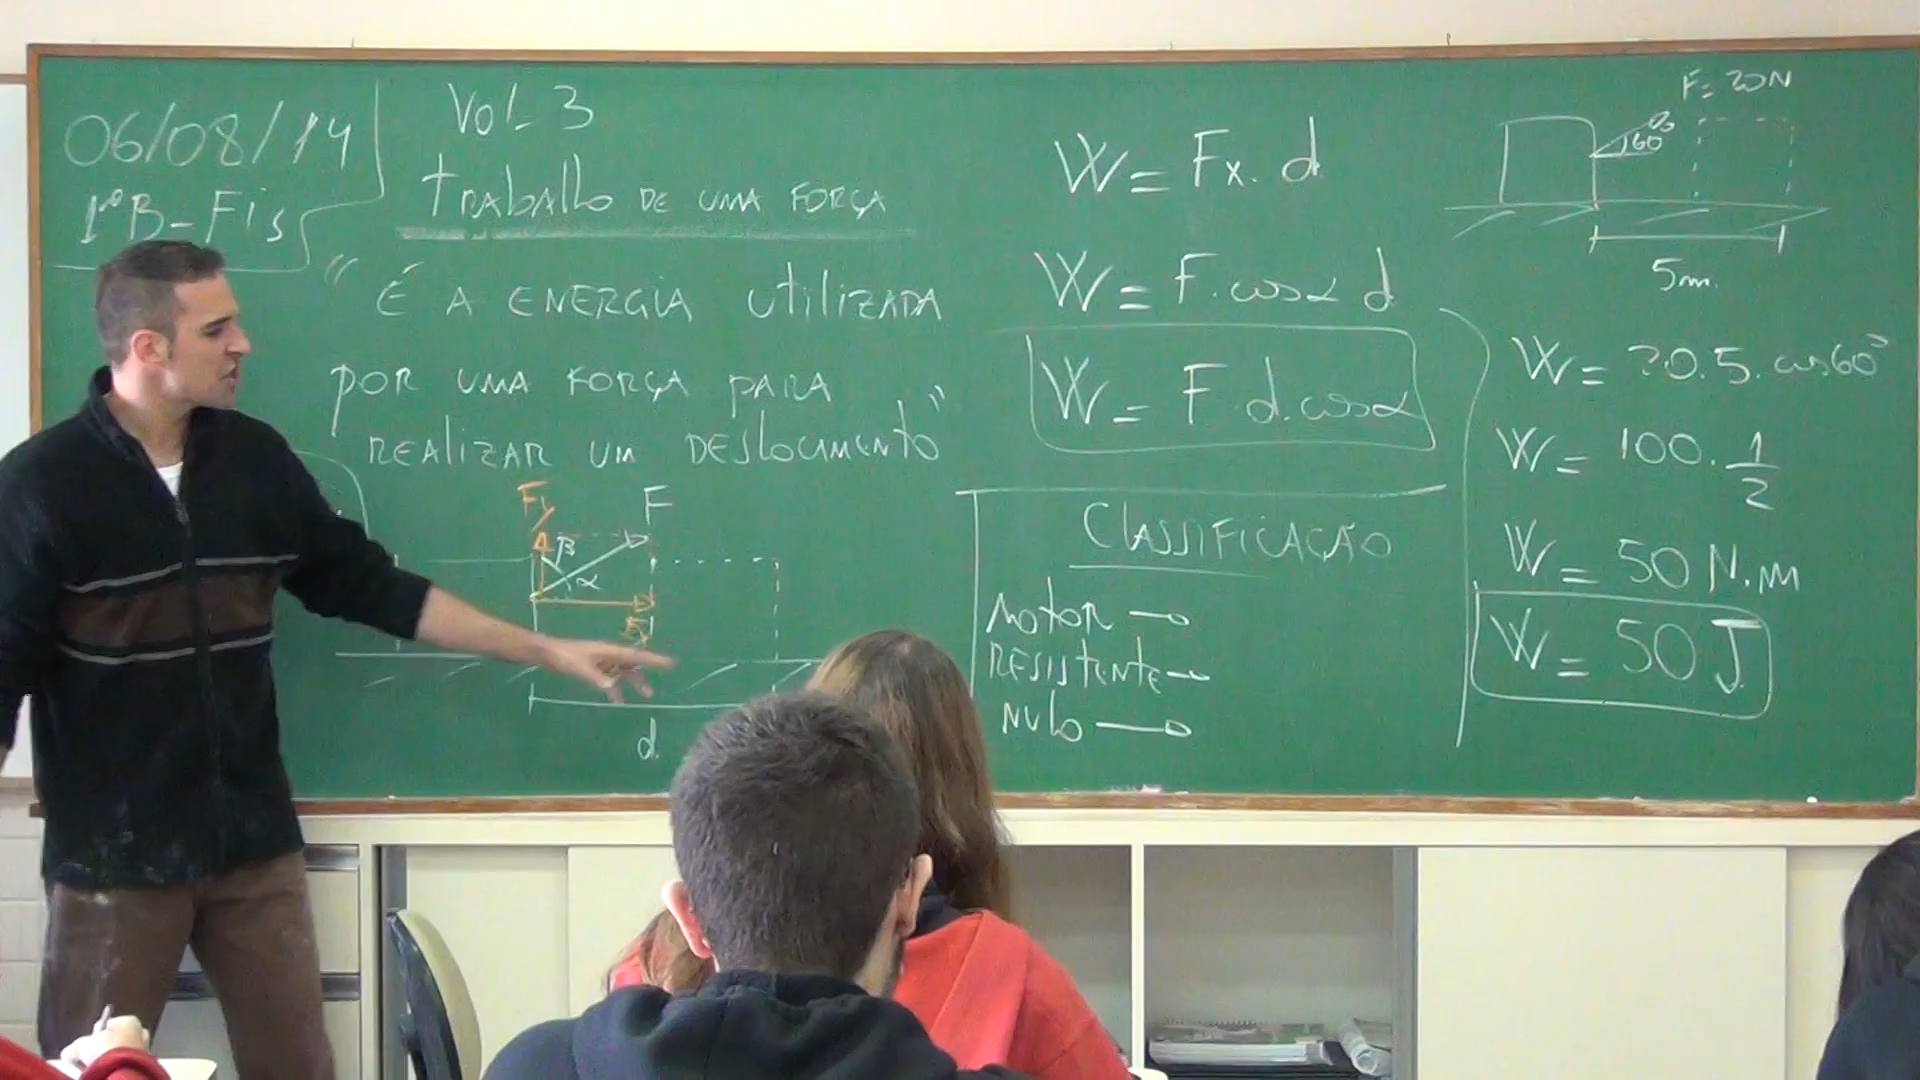 06/08/14
1ºB-Fis
Vol 3
Trabalho DE UMA FORÇA
" É A ENERGIA UtilizADA
POR UMA FORÇA PARA
REALIZAR UM DESLOCAMENTO"
Fy
F
β
α
d
W = Fx. d
W = F. cosα d
W = F. d. cosα
CLASSIFICAÇÃO
MOTOR
RESISTENTE
NULO
F= 20N
60°
5m.
W = 20.5. cos60°
W = 100. 1/2
W = 50 N.m
W = 50 J